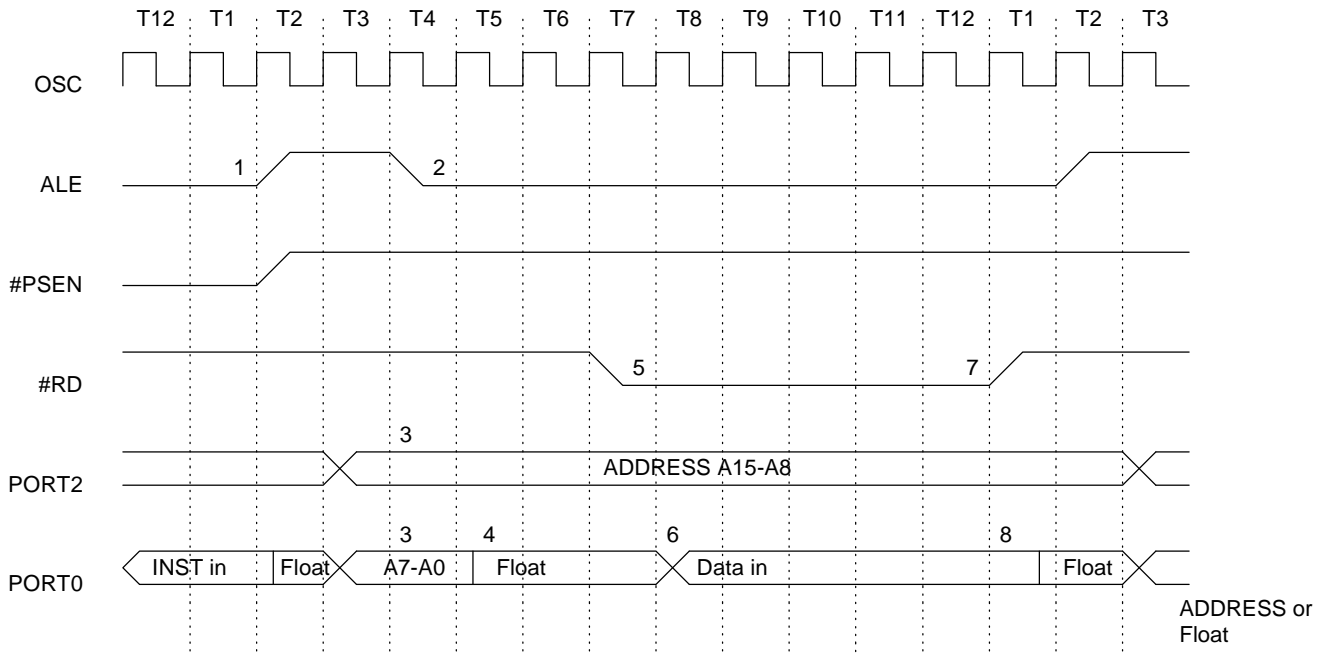 T12 T1 T2 T3 T4 T5 T6 T7 T8 T9 T10 T11 T12 T1 T2 T3
OSC
1 2
ALE
#PSEN
5 7
#RD
3
ADDRESS A15-A8
PORT2
3 4 6 8
INST in Float A7-A0 Float Data in Float
PORT0
ADDRESS or
Float